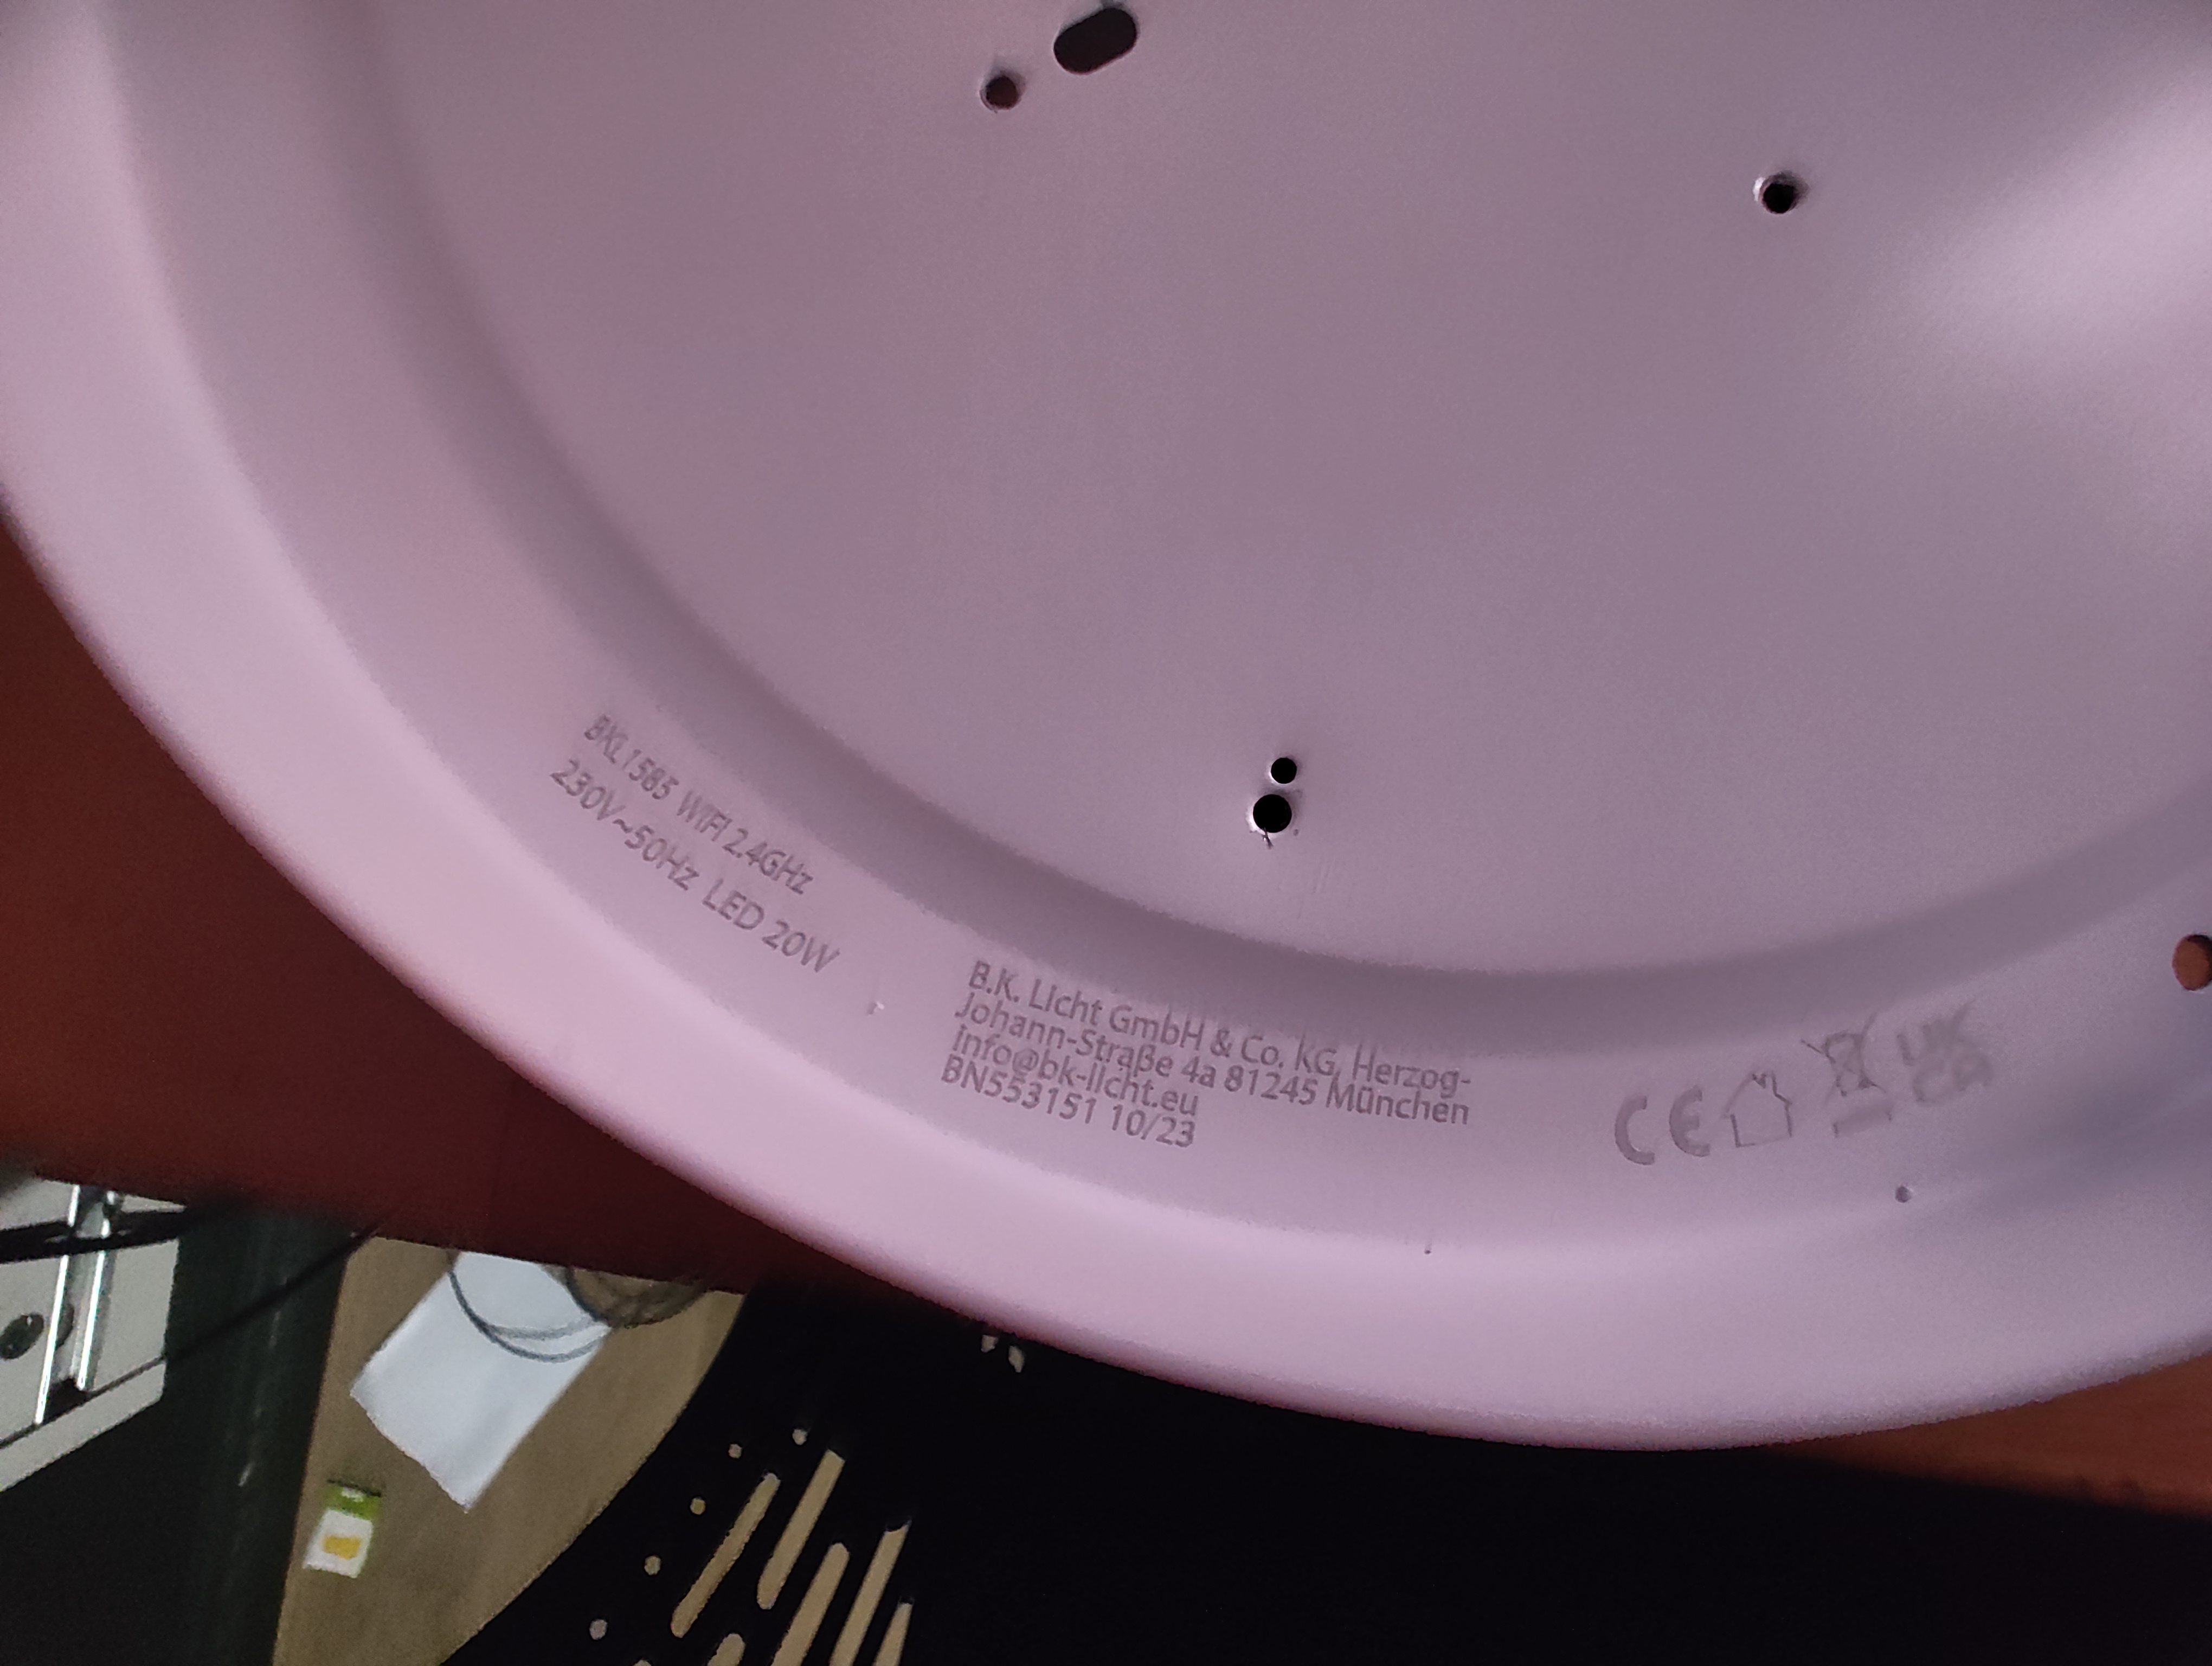 BKL1585 WIFI 2.4GHz
230V~50Hz LED 20W
B.K. Licht GmbH & Co. KG, Herzog-
Johann-Straße 4a 81245 München
info@bk-licht.eu
BN553151 10/23
CE
UK
CA